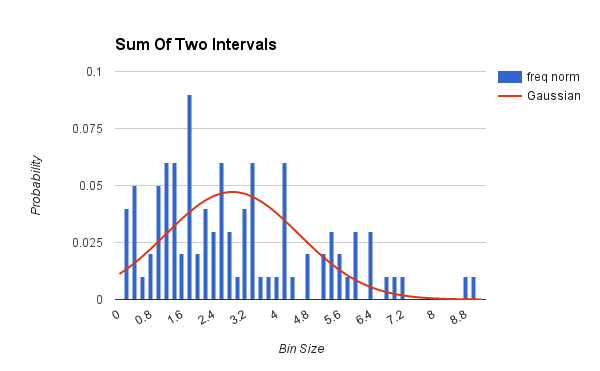 Sum Of Two Intervals
0.1
0.075
0.05
0.025
0
Probability
0 0.8 1.6 2.4 3.2 4 4.8 5.6 6.4 7.2 8 8.8
Bin Size
freq norm
Gaussian